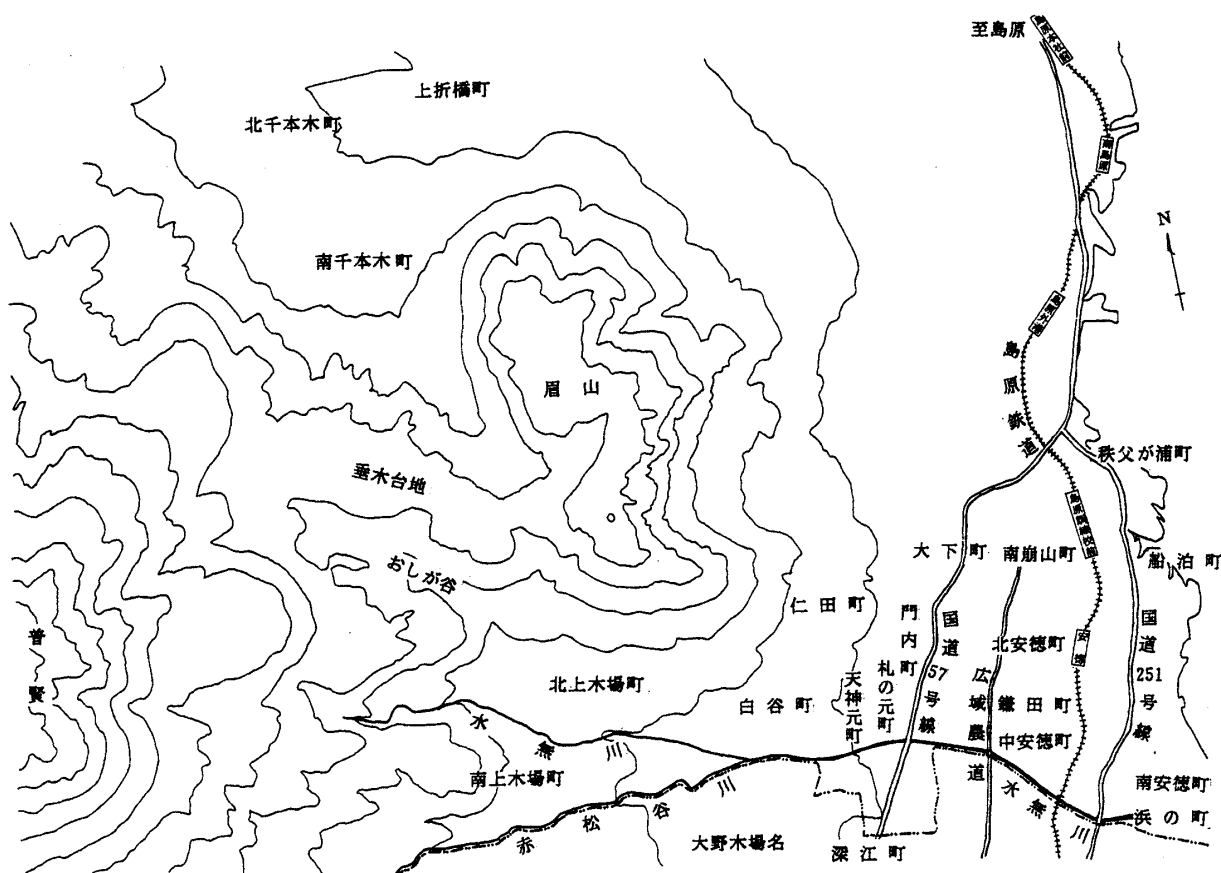 至島原
上折橋町
北千本木町
N
南千本木町
島原鉄道
眉山
秩父が浦町
垂木台地
大下町
南崩山町
船泊町
おしが谷
仁田町
門内町
国道57号線
国道251号線
普賢
北安徳町
安徳
札の元町
広域農道
北上木場町
天神元町
白谷町
鎌田町
水無川
中安徳町
南上木場町
水無川
南安徳町
赤松谷川
浜の町
大野木場名
深江町